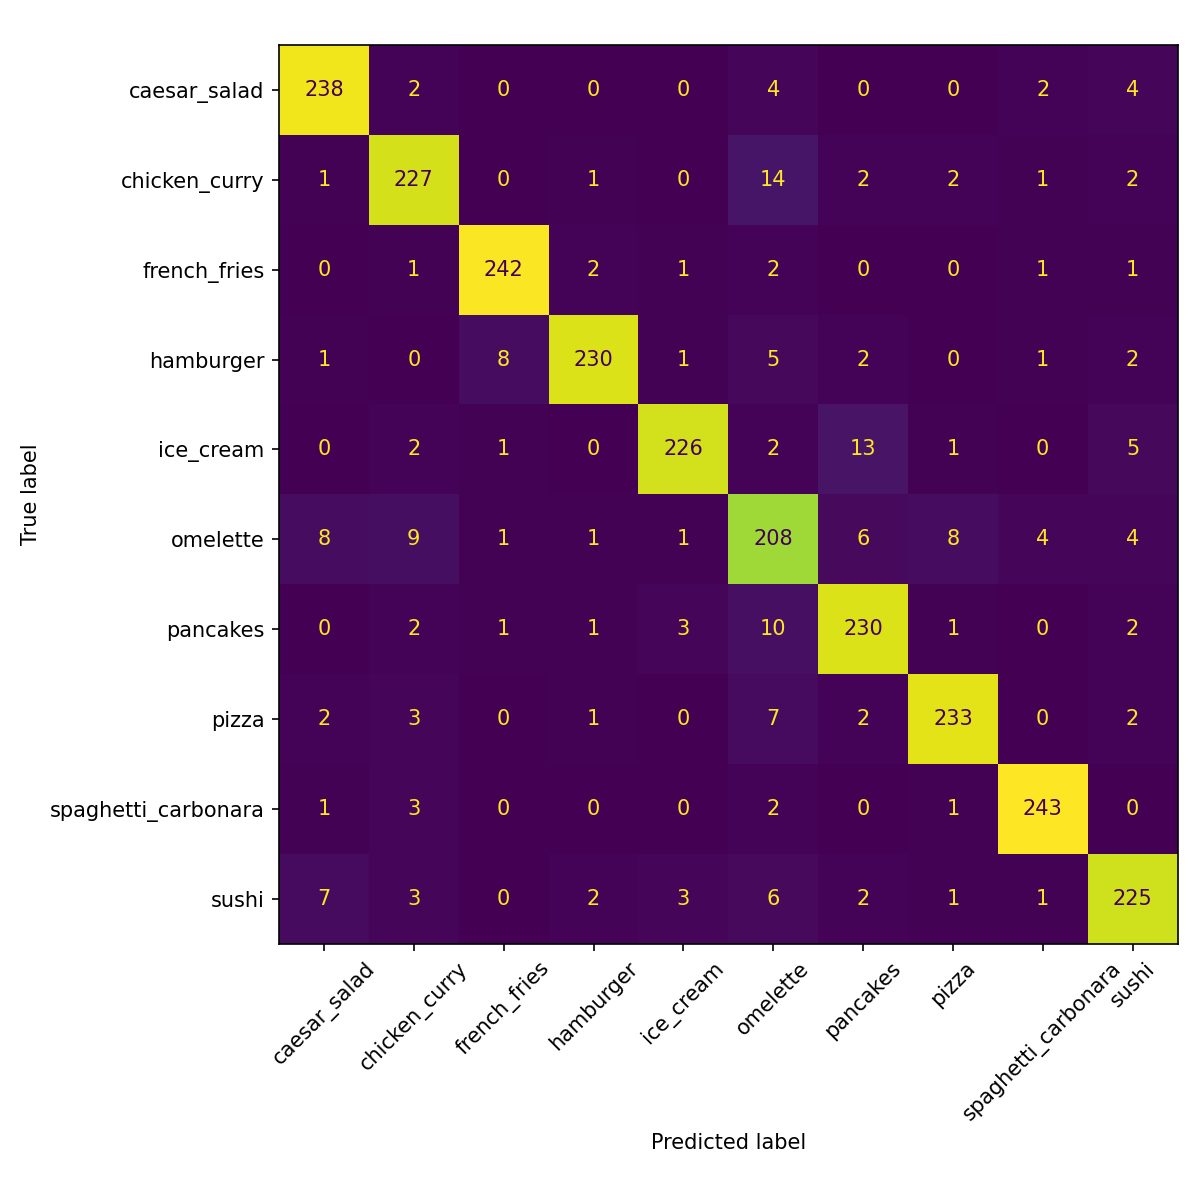 caesar_salad 238 2 0 0 0 4 0 0 2 4
chicken_curry 1 227 0 1 0 14 2 2 1 2
french_fries 0 1 242 2 1 2 0 0 1 1
hamburger 1 0 8 230 1 5 2 0 1 2
ice_cream 0 2 1 0 226 2 13 1 0 5
omelette 8 9 1 1 1 208 6 8 4 4
pancakes 0 2 1 1 3 10 230 1 0 2
pizza 2 3 0 1 0 7 2 233 0 2
spaghetti_carbonara 1 3 0 0 0 2 0 1 243 0
sushi 7 3 0 2 3 6 2 1 1 225
True label
caesar_salad chicken_curry french_fries hamburger ice_cream omelette pancakes pizza spaghetti_carbonara sushi
Predicted label